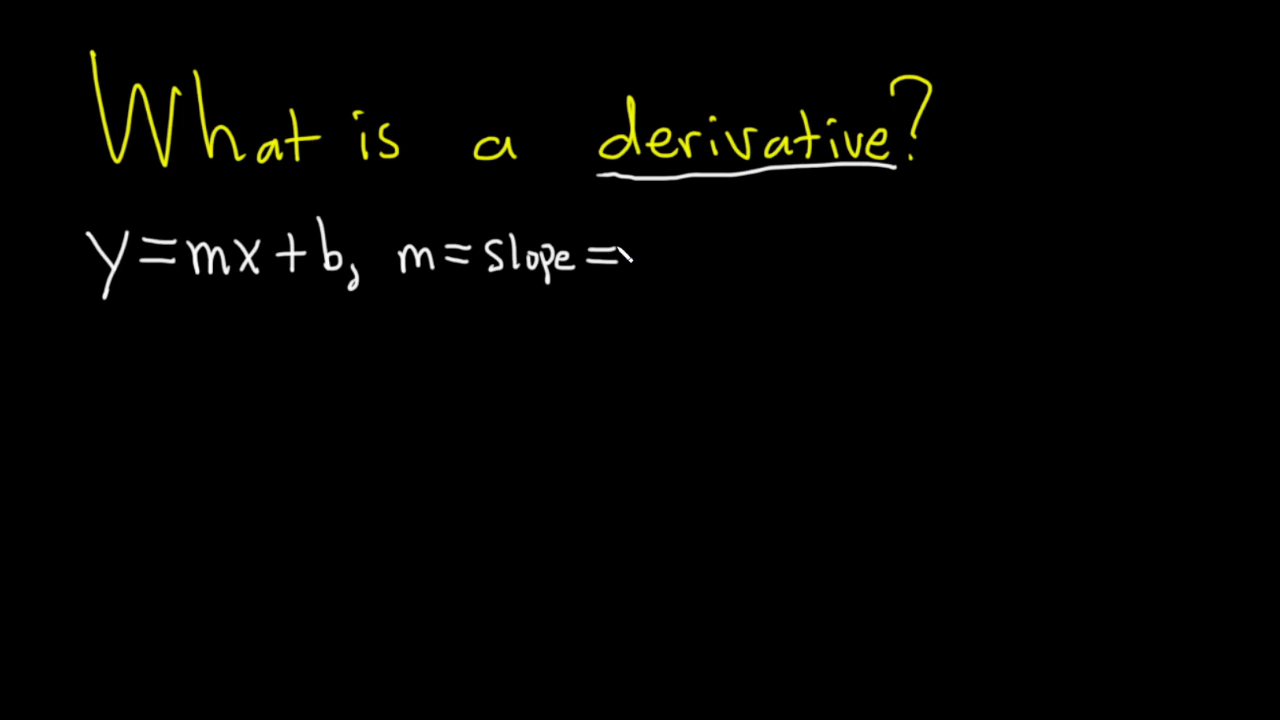 What is a derivative?
y=mx+b, m=slope=